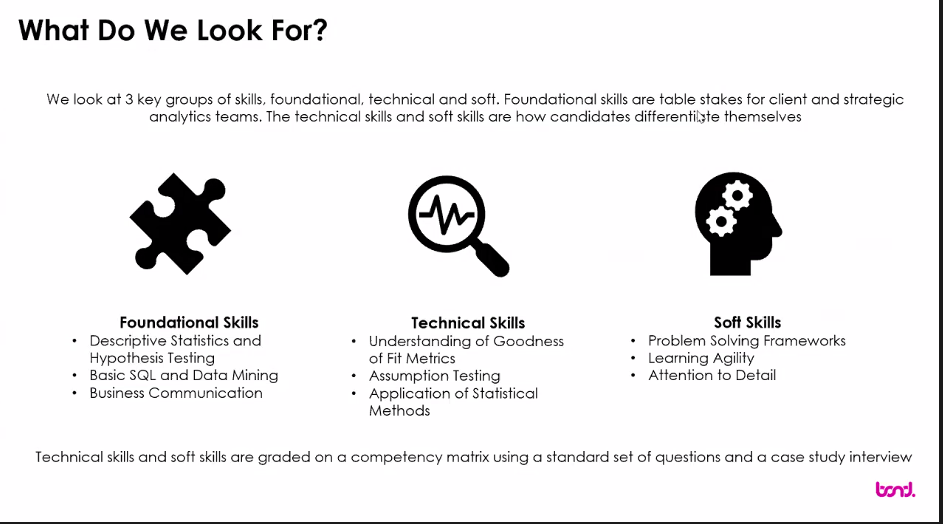 What Do We Look For?
We look at 3 key groups of skills, foundational, technical and soft. Foundational skills are table stakes for client and strategic
analytics teams. The technical skills and soft skills are how candidates differentiate themselves
Foundational Skills
• Descriptive Statistics and
Hypothesis Testing
• Basic SQL and Data Mining
• Business Communication
Technical Skills
• Understanding of Goodness
of Fit Metrics
• Assumption Testing
• Application of Statistical
Methods
Soft Skills
• Problem Solving Frameworks
• Learning Agility
• Attention to Detail
Technical skills and soft skills are graded on a competency matrix using a standard set of questions and a case study interview
bond.